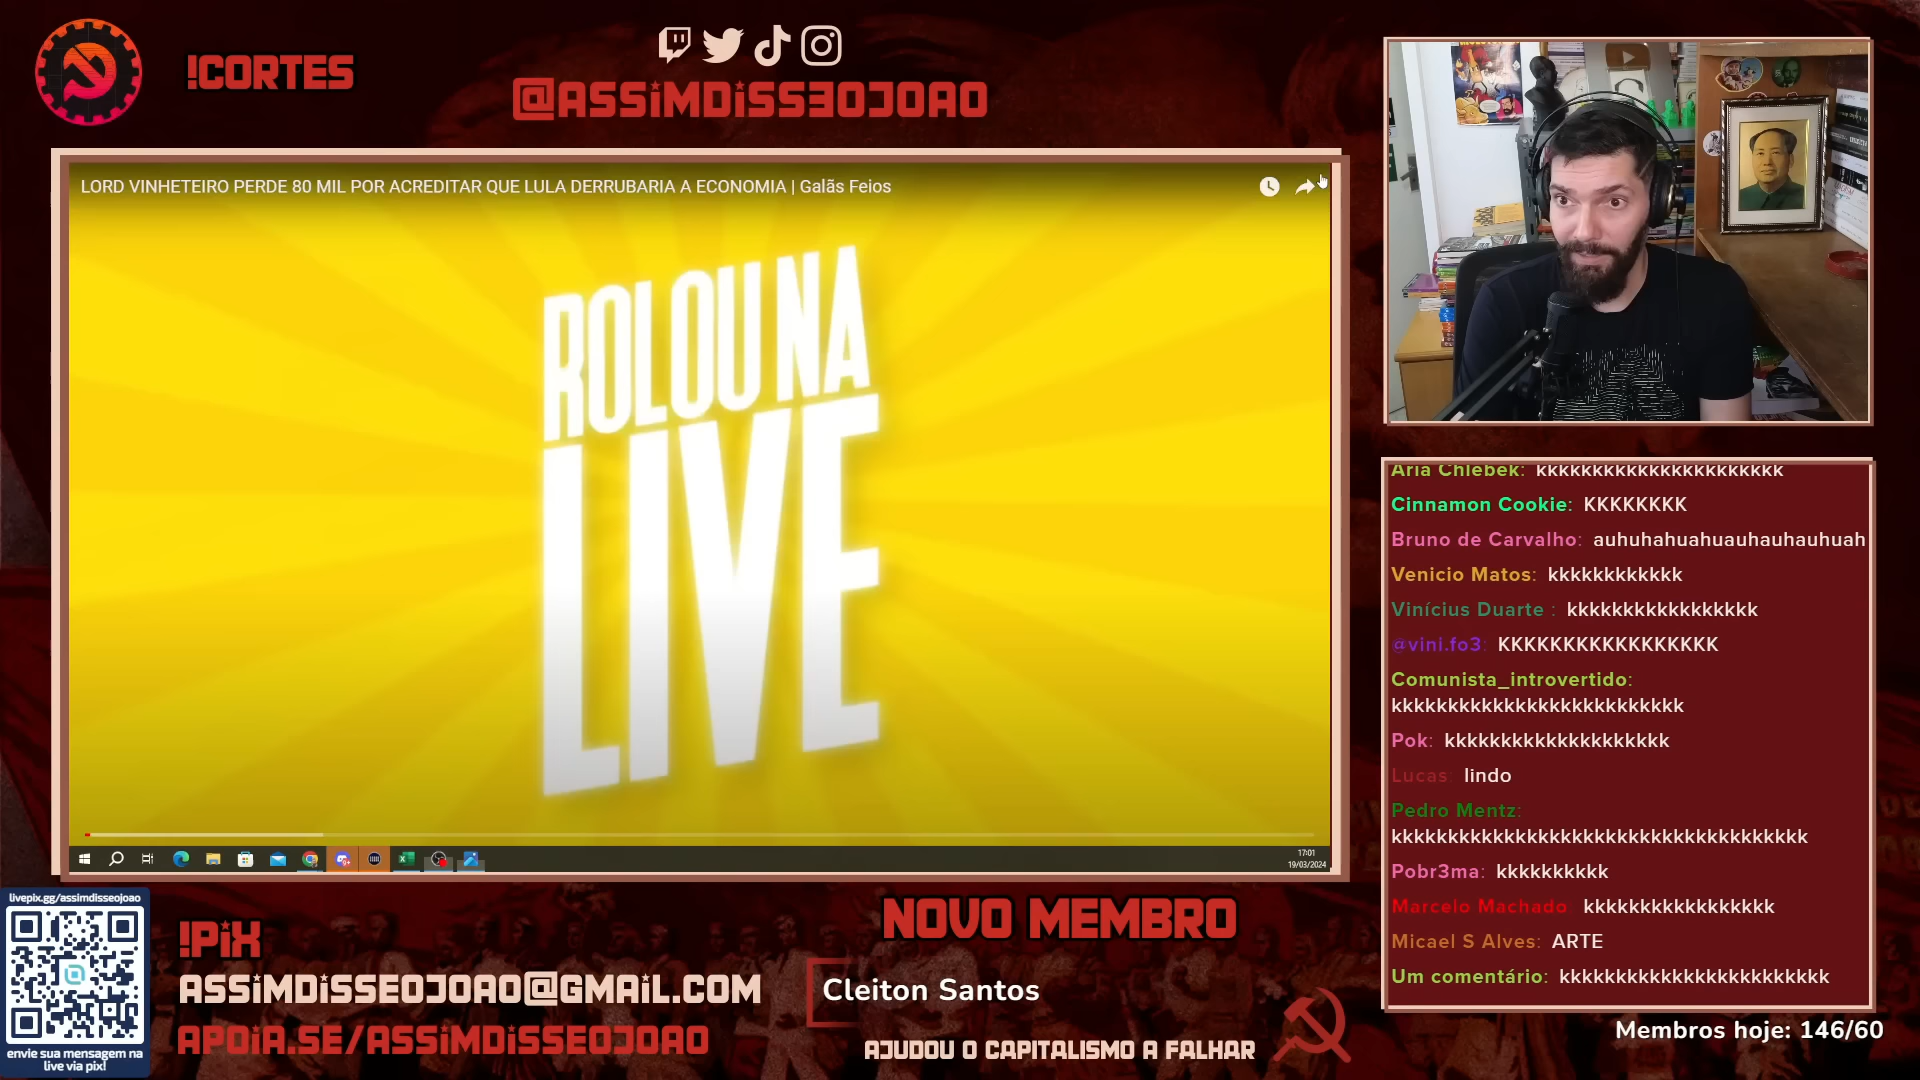 !CORTES
@ASSIMDISSEOJOAO
LORD VINHETEIRO PERDE 80 MIL POR ACREDITAR QUE LULA DERRUBARIA A ECONOMIA | Galãs Feios
ROLOU NA
LIVE
17:01
19/03/2024
Aria Chlebek: kkkkkkkkkkkkkkkkkkkkkk
Cinnamon Cookie: KKKKKKKK
Bruno de Carvalho: auhuhahuahuauhauhauhuah
Venicio Matos: kkkkkkkkkkkk
Vinícius Duarte : kkkkkkkkkkkkkkkkk
@vini.fo3: KKKKKKKKKKKKKKKKK
Comunista_introvertido:
kkkkkkkkkkkkkkkkkkkkkkkkkk
Pok: kkkkkkkkkkkkkkkkkkkk
Lucas: lindo
Pedro Mentz:
kkkkkkkkkkkkkkkkkkkkkkkkkkkkkkkkkkkkk
Pobr3ma: kkkkkkkkkk
Marcelo Machado: kkkkkkkkkkkkkkkkk
Micael S Alves: ARTE
Um comentário: kkkkkkkkkkkkkkkkkkkkkkkk
Membros hoje: 146/60
livepix.gg/assimdisseojoao
envie sua mensagem na
live via pix!
!PIX
ASSIMDISSEOJOAO@GMAIL.COM
APOIA.SE/ASSIMDISSEOJOAO
NOVO MEMBRO
Cleiton Santos
AJUDOU O CAPITALISMO A FALHAR